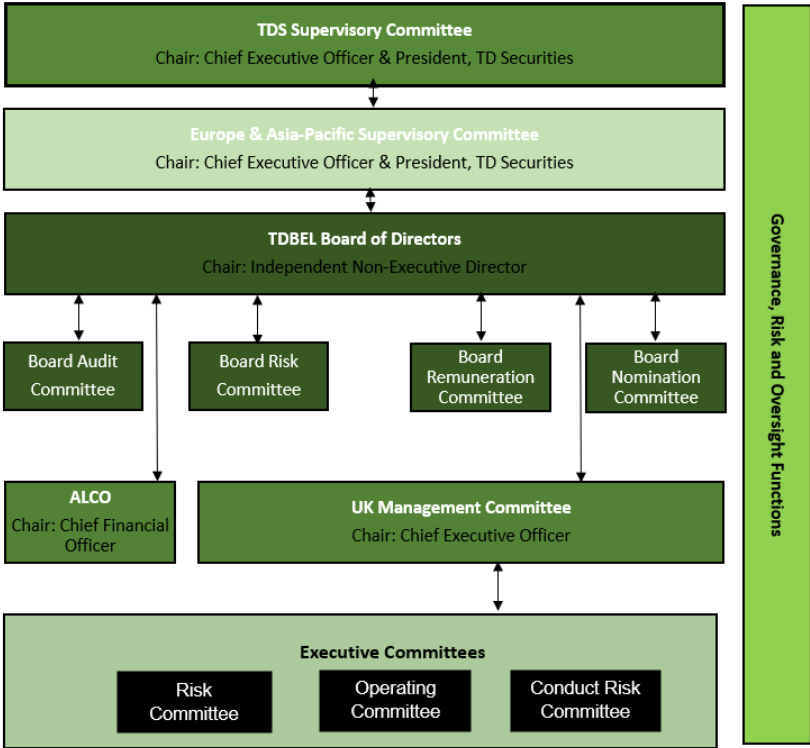 TDS Supervisory Committee
Chair: Chief Executive Officer & President, TD Securities
Europe & Asia-Pacific Supervisory Committee
Chair: Chief Executive Officer & President, TD Securities
TDBEL Board of Directors
Chair: Independent Non-Executive Director
Board Audit
Committee
Board Risk
Committee
Board
Remuneration
Committee
Board
Nomination
Committee
ALCO
Chair: Chief Financial
Officer
UK Management Committee
Chair: Chief Executive Officer
Executive Committees
Risk
Committee
Operating
Committee
Conduct Risk
Committee
Governance, Risk and Oversight Functions